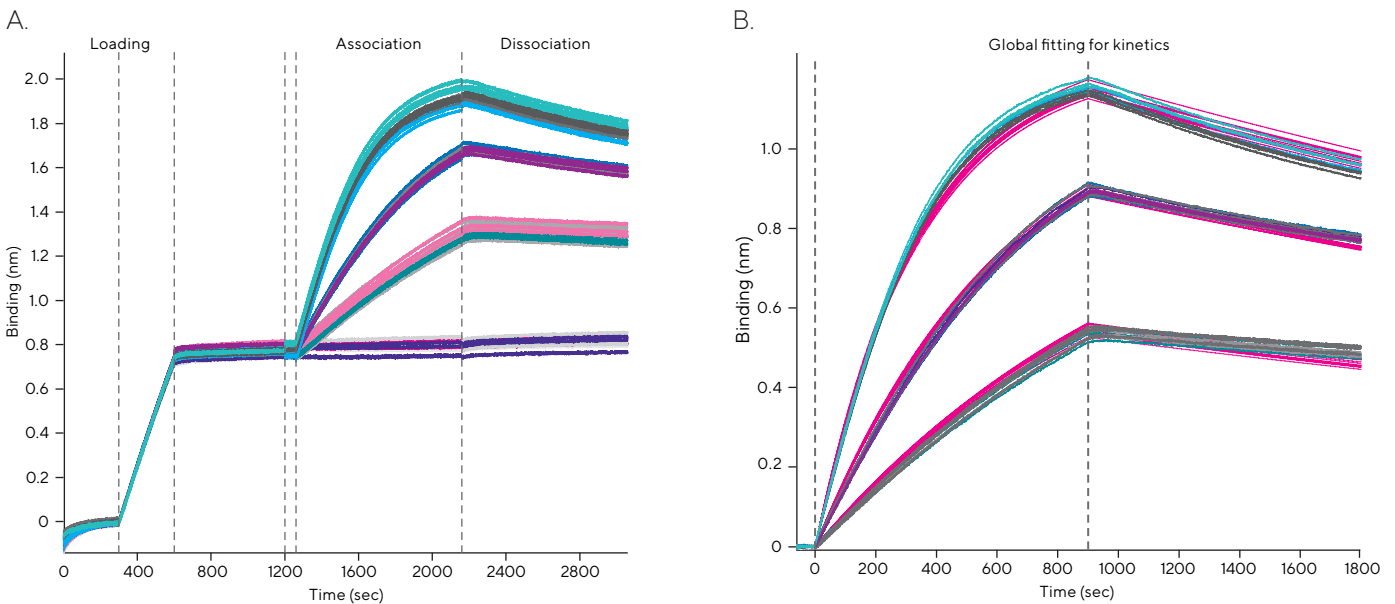 A.
Loading
Association
Dissociation
2.0
1.8
1.6
1.4
1.2
1.0
0.8
0.6
0.4
0.2
0
Binding (nm)
0 400 800 1200 1600 2000 2400 2800
Time (sec)
B.
Global fitting for kinetics
1.0
0.8
0.6
0.4
0.2
0
Binding (nm)
0 200 400 600 800 1000 1200 1400 1600 1800
Time (sec)